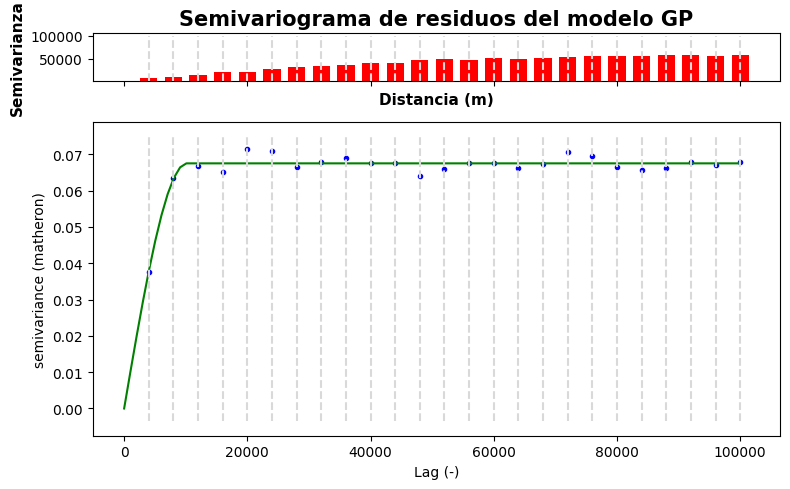 Semivariograma de residuos del modelo GP
Semivarianza
100000
50000
Distancia (m)
semivariance (matheron)
0.07
0.06
0.05
0.04
0.03
0.02
0.01
0.00
0 20000 40000 60000 80000 100000
Lag (-)